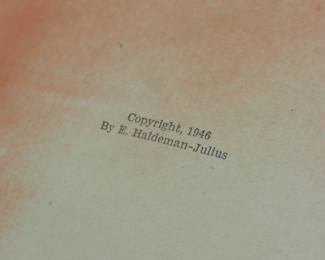 Copyright, 1946
By E. Haldeman-Julius